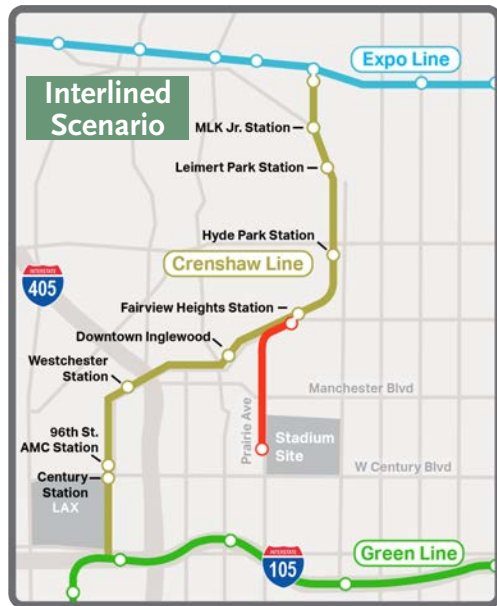 Expo Line
Interlined
Scenario
MLK Jr. Station
Leimert Park Station
Hyde Park Station
Crenshaw Line
INTERSTATE
405
Fairview Heights Station
Downtown Inglewood
Westchester
Station
Manchester Blvd
Prairie Ave
Stadium
Site
96th St.
AMC Station
W Century Blvd
Century
Station
LAX
INTERSTATE
105
Green Line